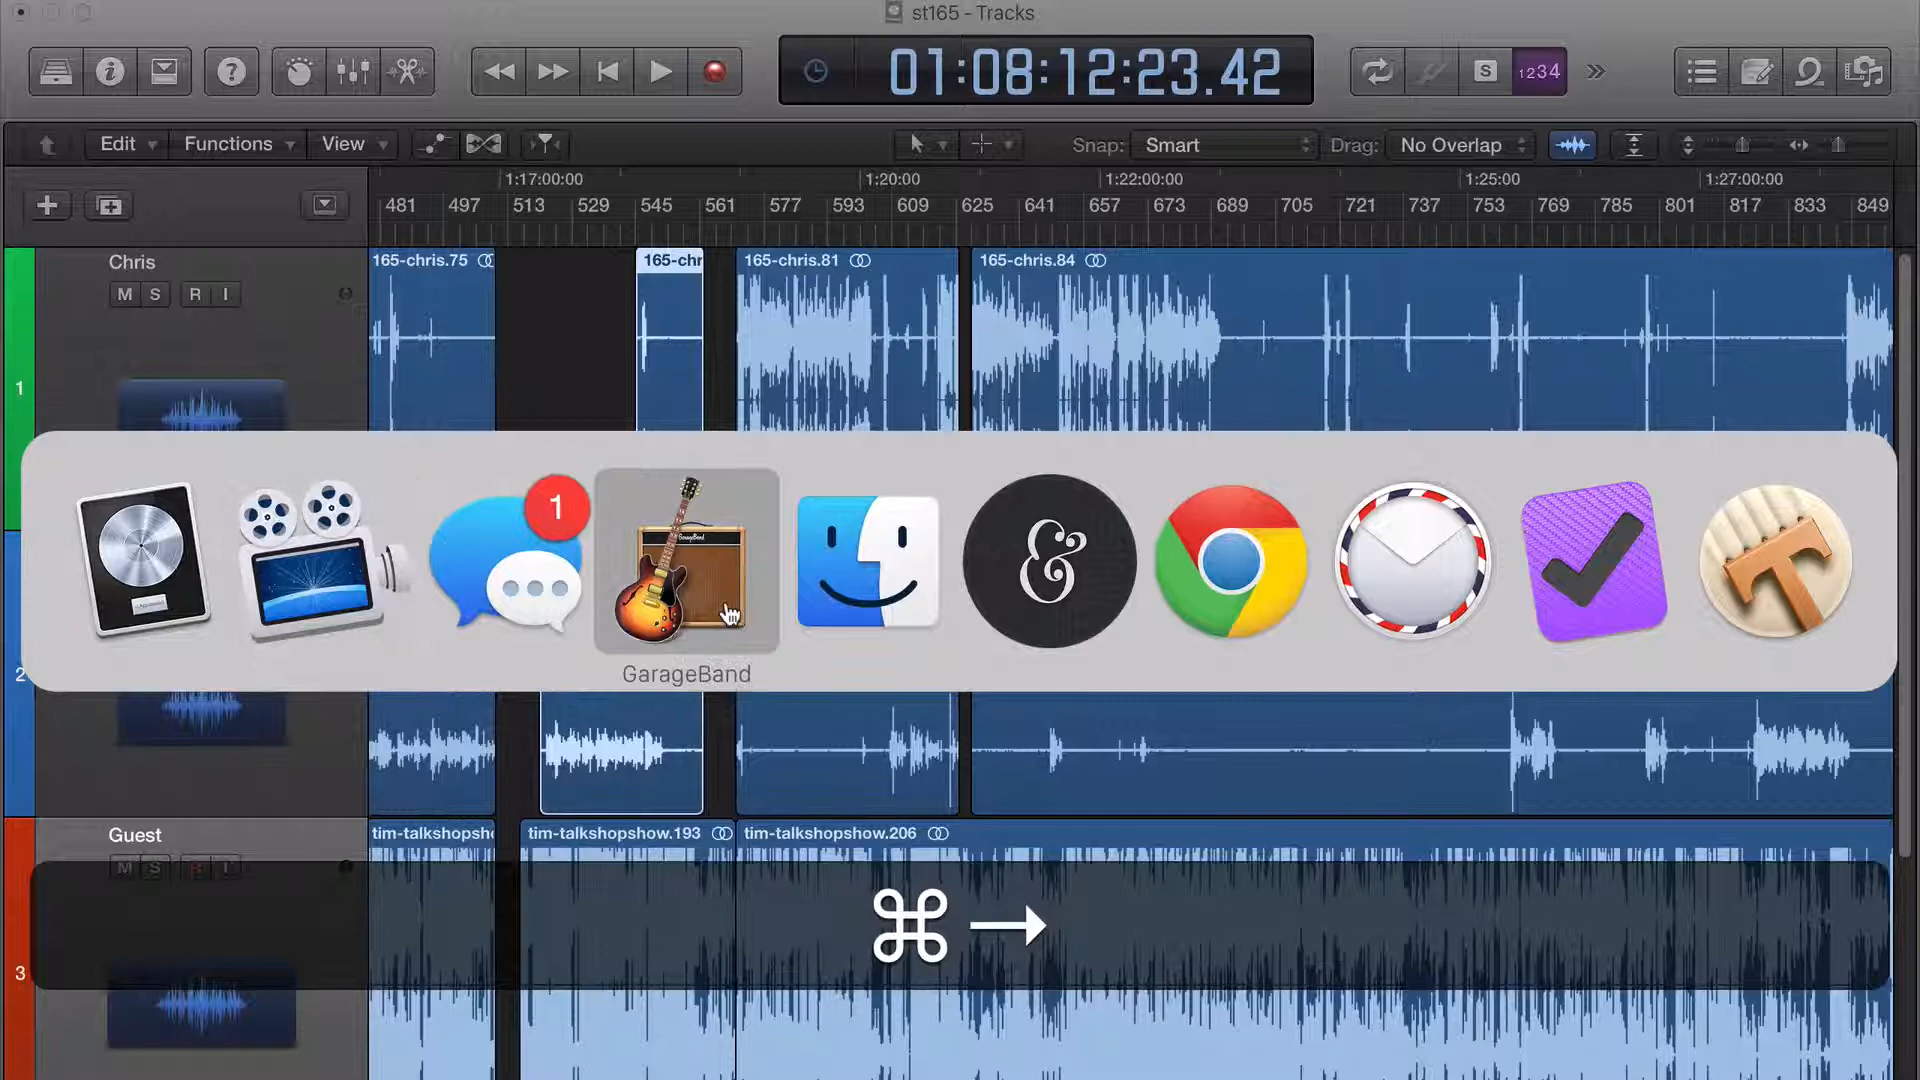 st165 - Tracks
01:08:12:23.42
S
1234
Edit
Functions
View
Snap:
Smart
Drag:
No Overlap
1:17:00:00
1:20:00
1:22:00:00
1:25:00
1:27:00:00
481 497 513 529 545 561 577 593 609 625 641 657 673 689 705 721 737 753 769 785 801 817 833 849
Chris
165-chris.75
165-chr
165-chris.81
165-chris.84
M S R I
1
1
GarageBand
&
GarageBand
2
Guest
tim-talkshopsho
tim-talkshopshow.193
tim-talkshopshow.206
M S R I
⌘ →
3